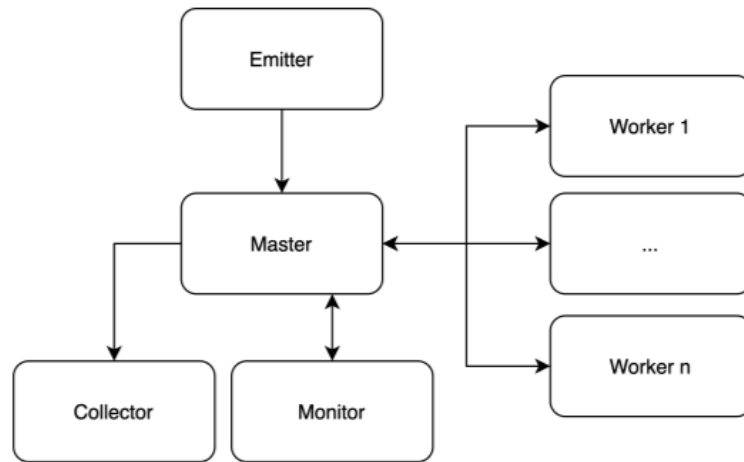 Emitter
Worker 1
Master
...
Worker n
Collector
Monitor